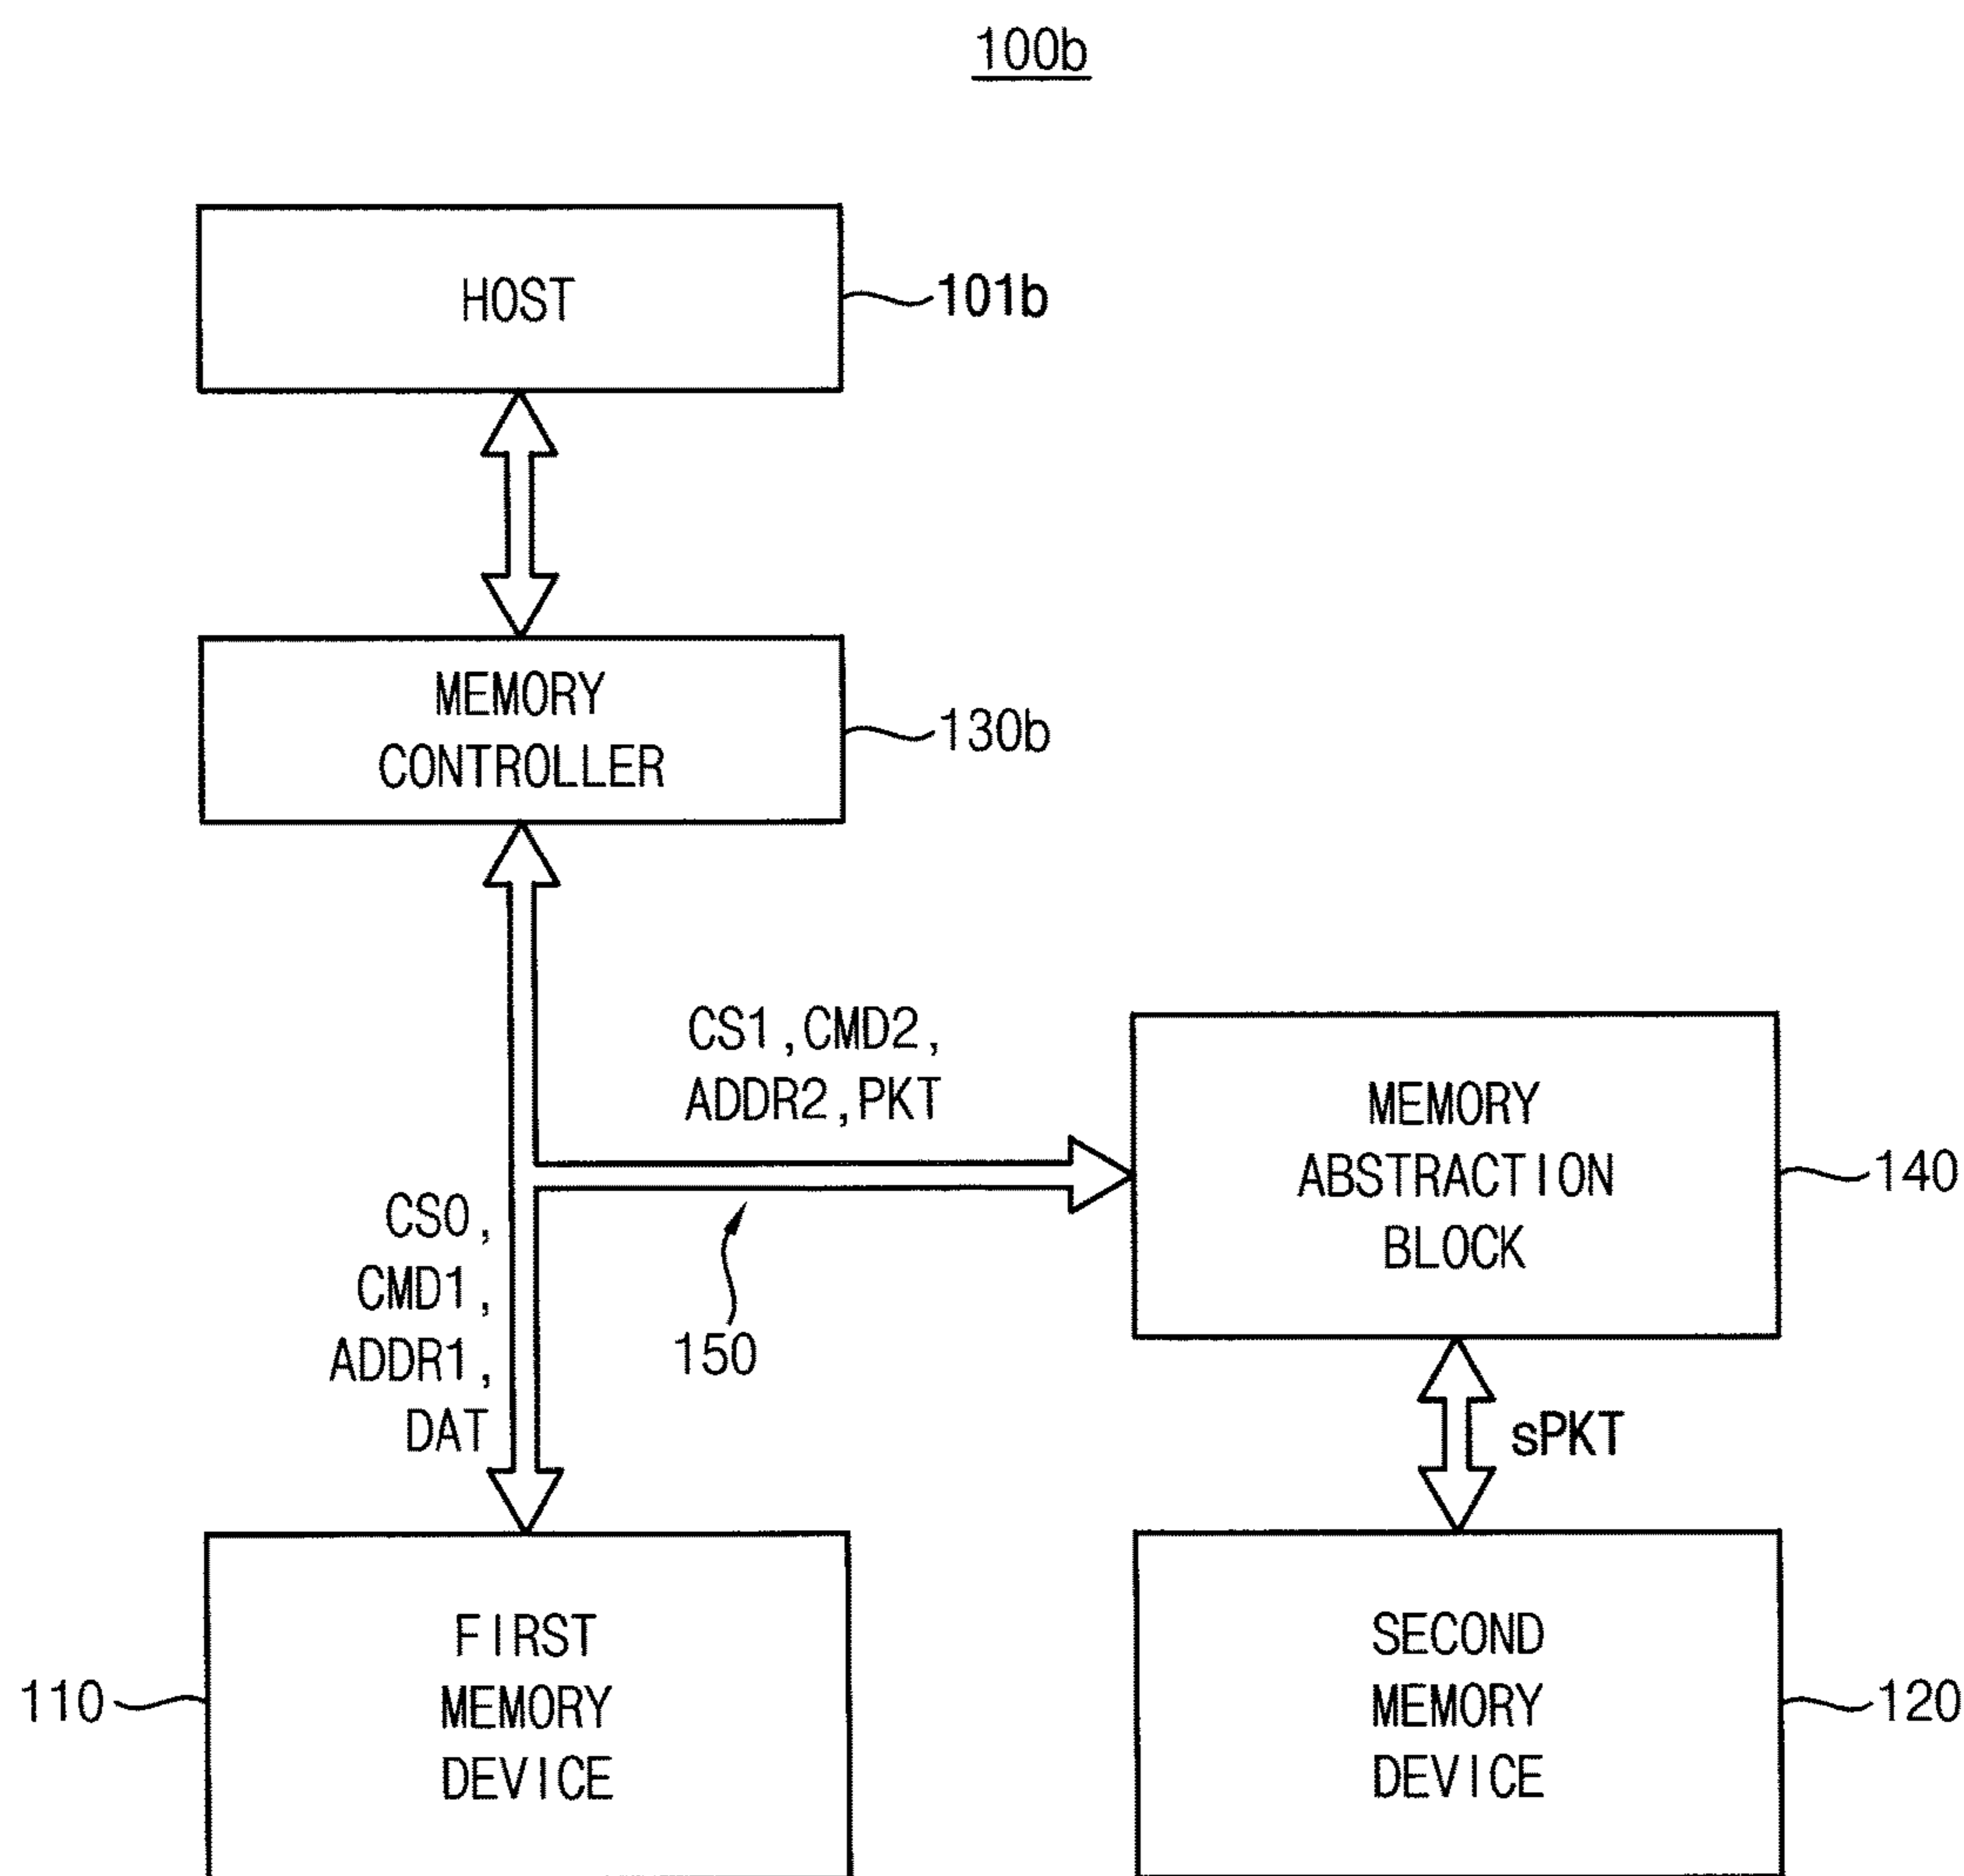 100b
HOST
101b
MEMORY
CONTROLLER
130b
CS1,CMD2,
ADDR2,PKT
MEMORY
ABSTRACTION
BLOCK
140
CS0,
CMD1,
ADDR1,
DAT
150
sPKT
FIRST
MEMORY
DEVICE
110
SECOND
MEMORY
DEVICE
120